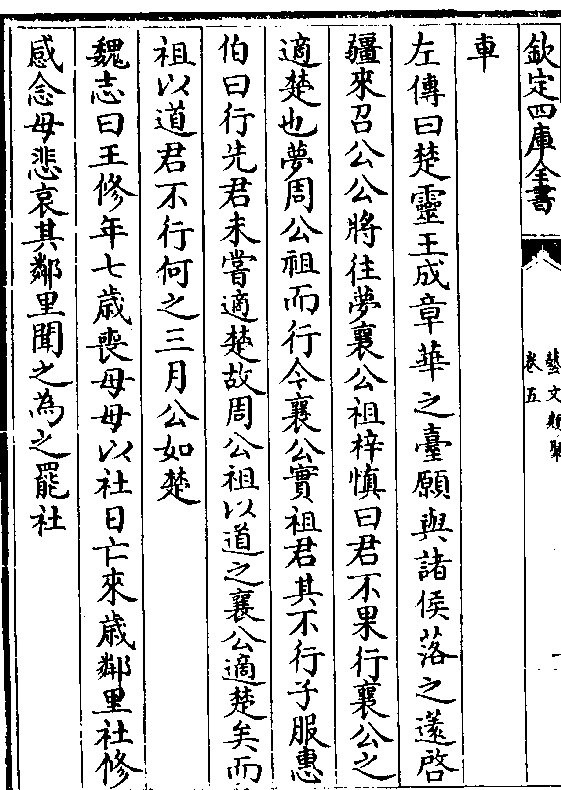 欽定四庫全書
藝文類聚
卷五
車
左傳曰楚靈王成章華之臺願與諸侯落之薳啓
疆來召公公將往夢襄公祖梓慎曰君不果行襄公之
適楚也夢周公祖而行今襄公實祖君其不行子服惠
伯曰行先君未嘗適楚故周公祖以道之襄公適楚矣而
祖以道君不行何之三月公如楚
魏志曰王修年七歲喪母母以社日亡來歲鄰里社修
感念母悲哀其鄰里聞之為之罷社